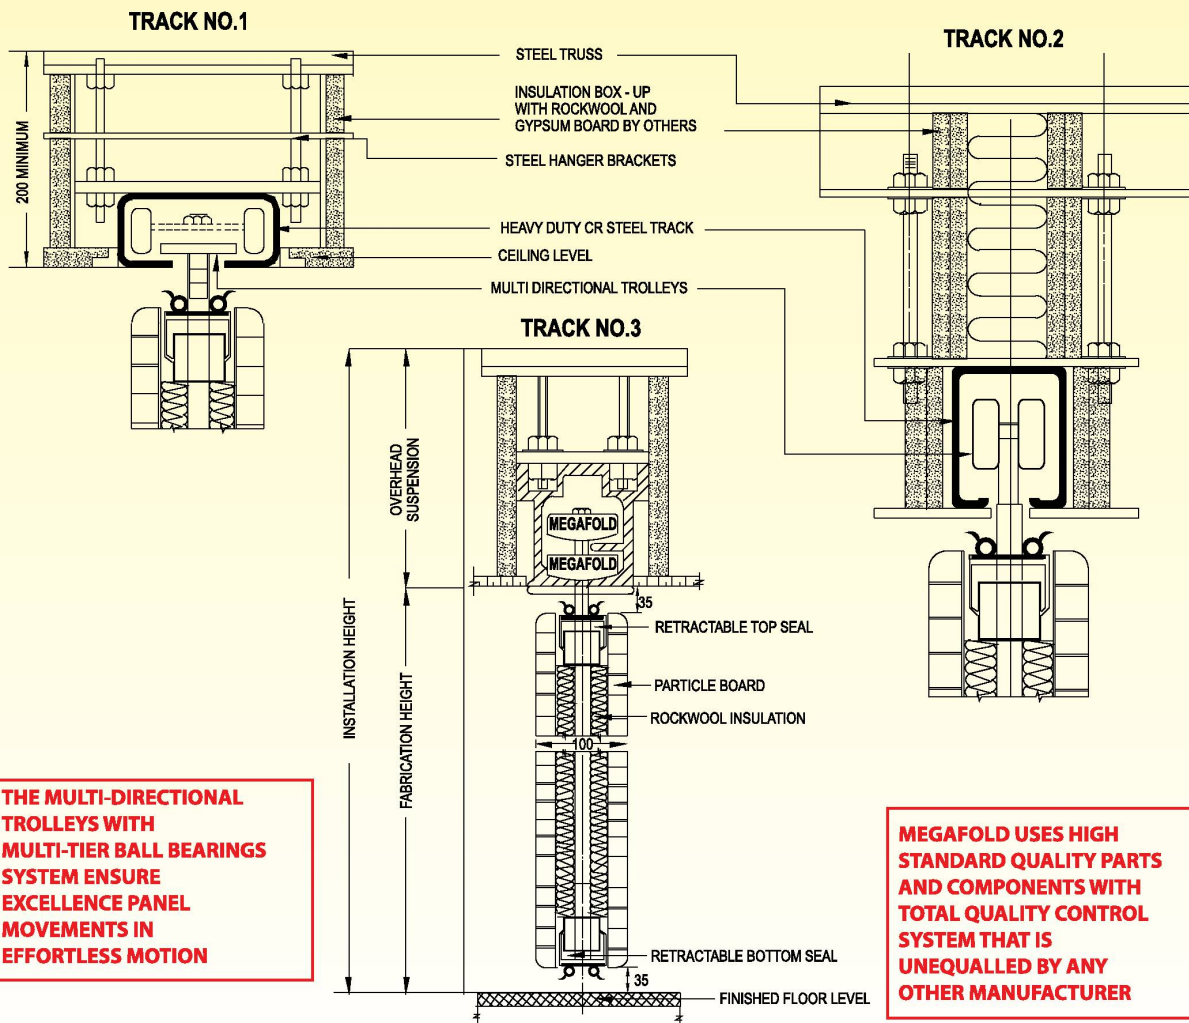 TRACK NO.1
TRACK NO.2
STEEL TRUSS
INSULATION BOX - UP
WITH ROCKWOOL AND
GYPSUM BOARD BY OTHERS
STEEL HANGER BRACKETS
200 MINIMUM
HEAVY DUTY CR STEEL TRACK
CEILING LEVEL
MULTI DIRECTIONAL TROLLEYS
TRACK NO.3
OVERHEAD
SUSPENSION
MEGAFOLD
MEGAFOLD
35
INSTALLATION HEIGHT
FABRICATION HEIGHT
RETRACTABLE TOP SEAL
PARTICLE BOARD
ROCKWOOL INSULATION
100
RETRACTABLE BOTTOM SEAL
35
FINISHED FLOOR LEVEL
THE MULTI-DIRECTIONAL
TROLLEYS WITH
MULTI-TIER BALL BEARINGS
SYSTEM ENSURE
EXCELLENCE PANEL
MOVEMENTS IN
EFFORTLESS MOTION
MEGAFOLD USES HIGH
STANDARD QUALITY PARTS
AND COMPONENTS WITH
TOTAL QUALITY CONTROL
SYSTEM THAT IS
UNEQUALLED BY ANY
OTHER MANUFACTURER